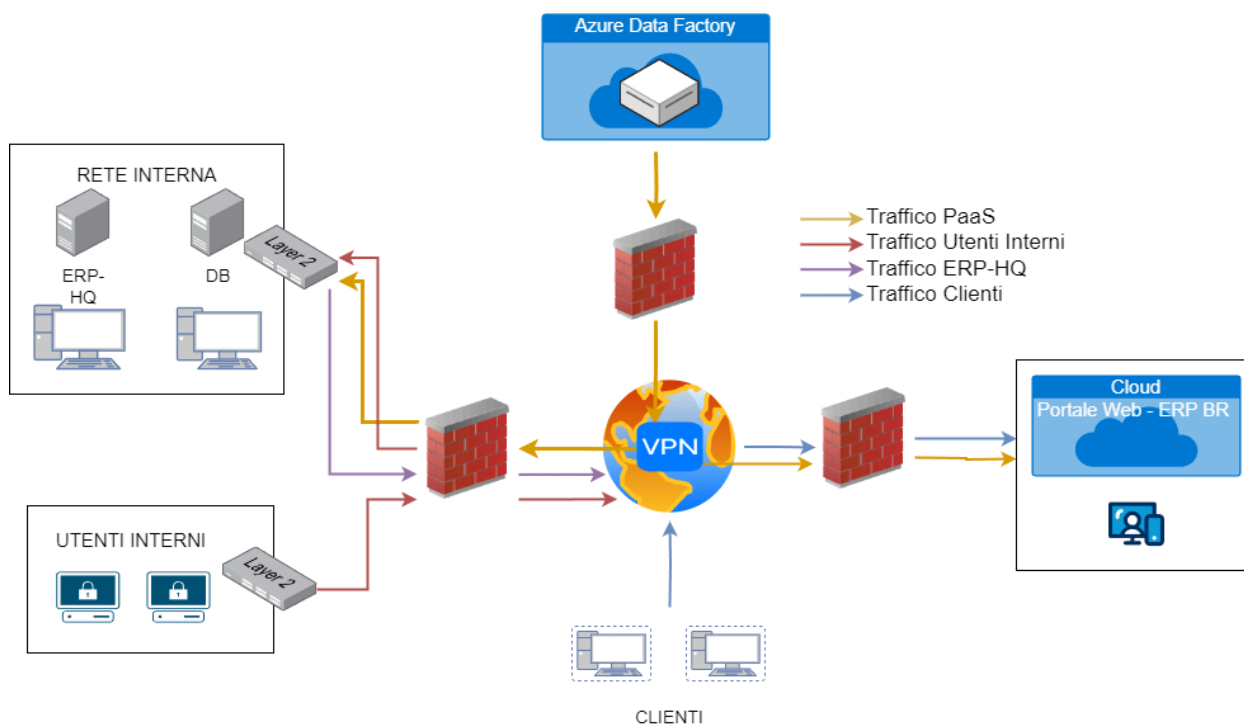 Azure Data Factory
RETE INTERNA
ERP-
HQ
DB
Layer 2
Traffico PaaS
Traffico Utenti Interni
Traffico ERP-HQ
Traffico Clienti
VPN
Cloud
Portale Web - ERP BR
UTENTI INTERNI
Layer 2
CLIENTI